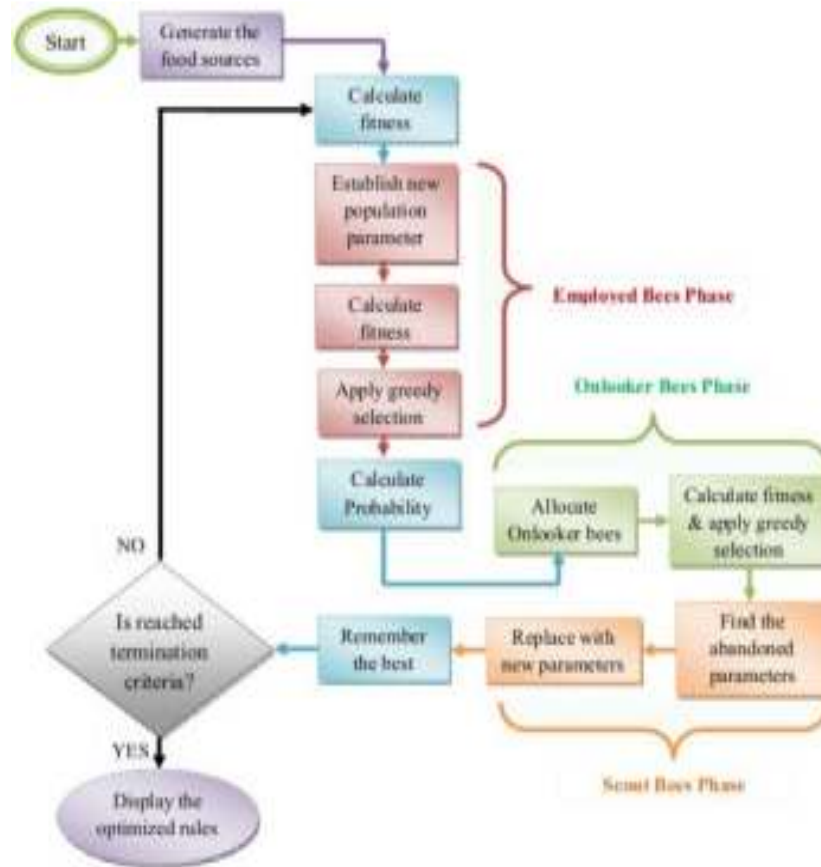 Start
Generate the
food sources
Calculate
fitness
Establish new
population
parameter
Employed Bees Phase
Calculate
fitness
Onlooker Bees Phase
Apply greedy
selection
Calculate
Probability
Allocate
Onlooker bees
Calculate fitness
& apply greedy
selection
NO
Is reached
termination
criteria?
Remember
the best
Replace with
new parameters
Find the
abandoned
parameters
YES
Scout Bees Phase
Display the
optimized rules